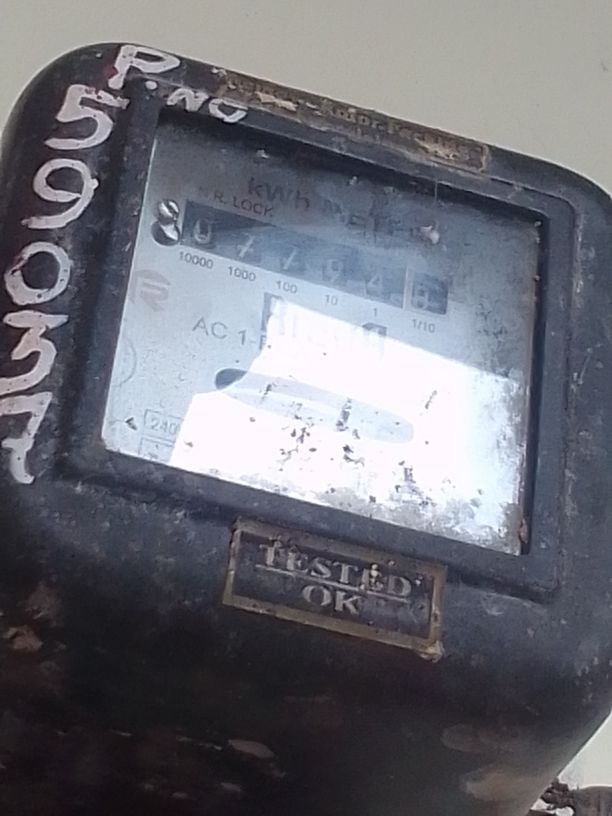 P.NO
59037
kWh METER
R. LOCK
0 7 7 9 4 8
10000 1000 100 10 1 1/10
AC 1-P
240
TESTED
OK